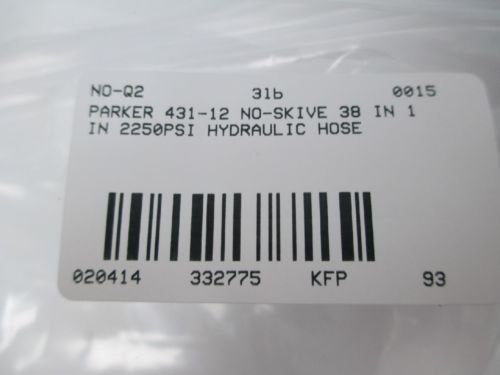 NO-Q2 31b 0015
PARKER 431-12 NO-SKIVE 38 IN 1
IN 2250PSI HYDRAULIC HOSE
020414 332775 KFP 93